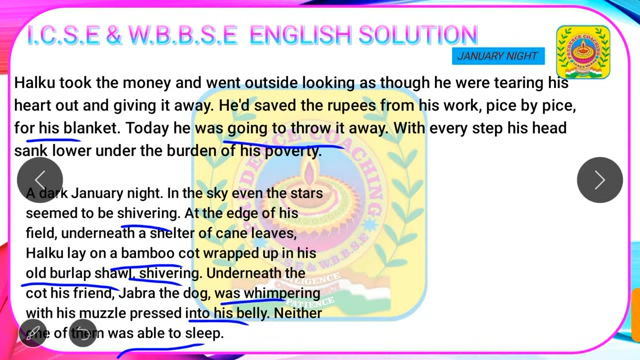 I.C.S.E & W.B.B.S.E ENGLISH SOLUTION
JANUARY NIGHT
Halku took the money and went outside looking as though he were tearing his
heart out and giving it away. He'd saved the rupees from his work, pice by pice,
for his blanket. Today he was going to throw it away. With every step his head
sank lower under the burden of his poverty.
A dark January night. In the sky even the stars
seemed to be shivering. At the edge of his
field, underneath a shelter of cane leaves,
Halku lay on a bamboo cot wrapped up in his
old burlap shawl, shivering. Underneath the
cot his friend, Jabra the dog, was whimpering
with his muzzle pressed into his belly. Neither
one of them was able to sleep.